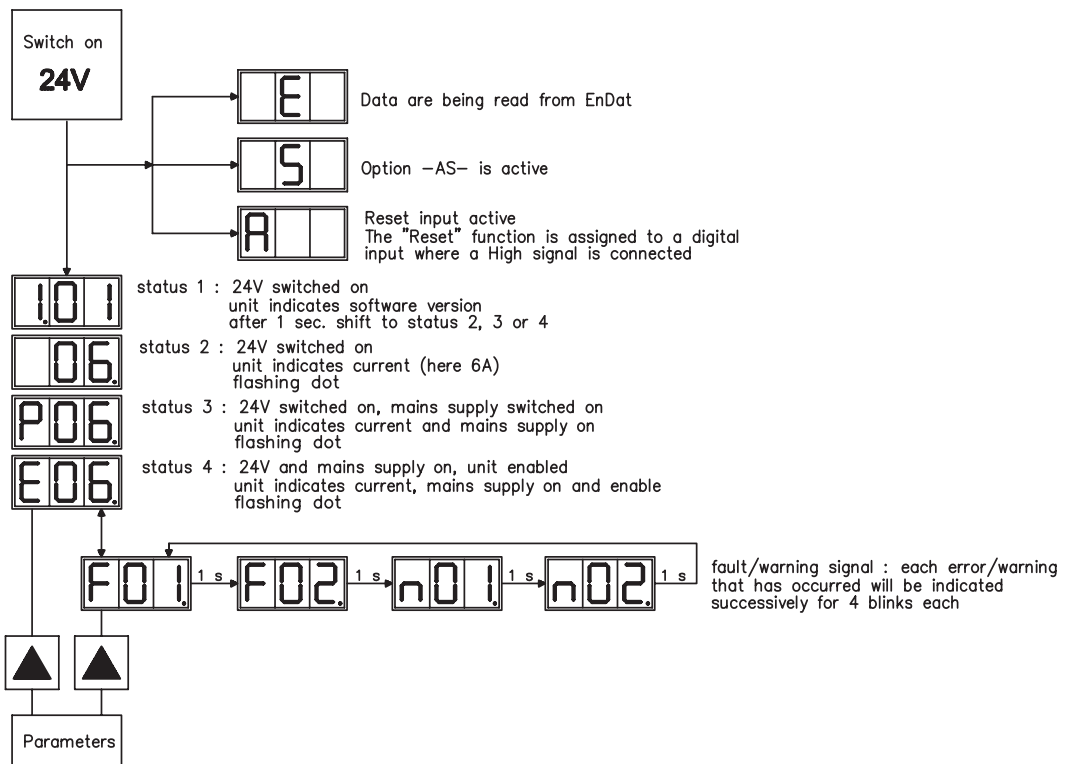 Switch on
24V
E
Data are being read from EnDat
S
Option -AS- is active
A
Reset input active
The "Reset" function is assigned to a digital
input where a High signal is connected
1.01
status 1 : 24V switched on
unit indicates software version
after 1 sec. shift to status 2, 3 or 4
06.
status 2 : 24V switched on
unit indicates current (here 6A)
flashing dot
P06.
status 3 : 24V switched on, mains supply switched on
unit indicates current and mains supply on
flashing dot
E06.
status 4 : 24V and mains supply on, unit enabled
unit indicates current, mains supply on and enable
flashing dot
F01. 1 s F02. 1 s n01. 1 s n02. 1 s
fault/warning signal : each error/warning
that has occurred will be indicated
successively for 4 blinks each
Parameters